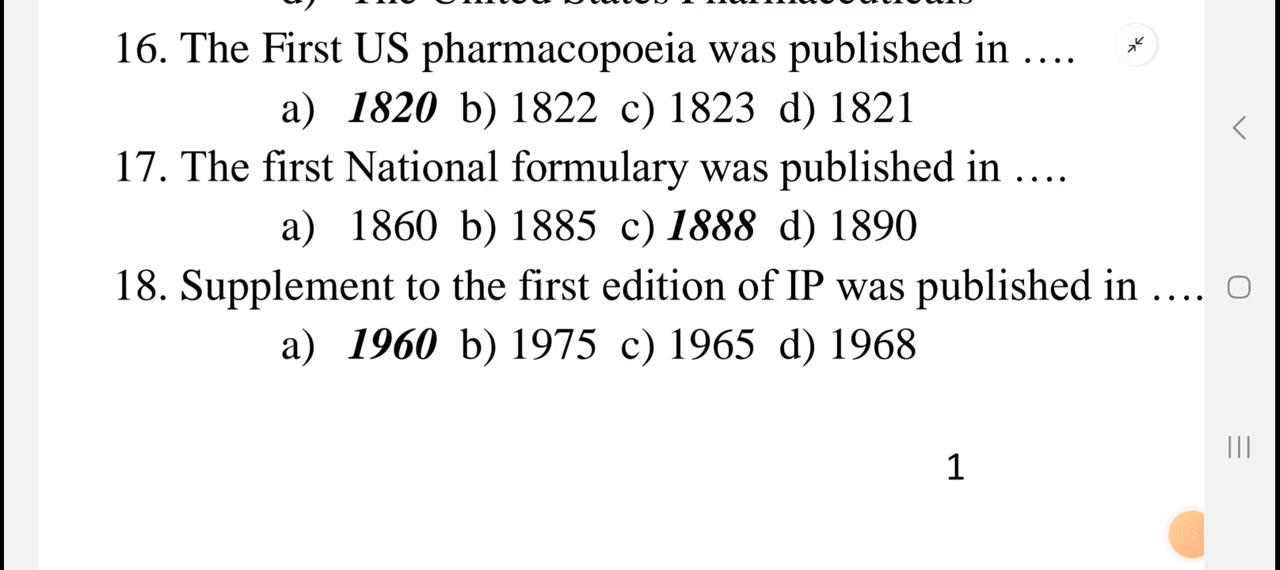 16. The First US pharmacopoeia was published in ....
a) 1820 b) 1822 c) 1823 d) 1821
17. The first National formulary was published in ....
a) 1860 b) 1885 c) 1888 d) 1890
18. Supplement to the first edition of IP was published in ....
a) 1960 b) 1975 c) 1965 d) 1968
1